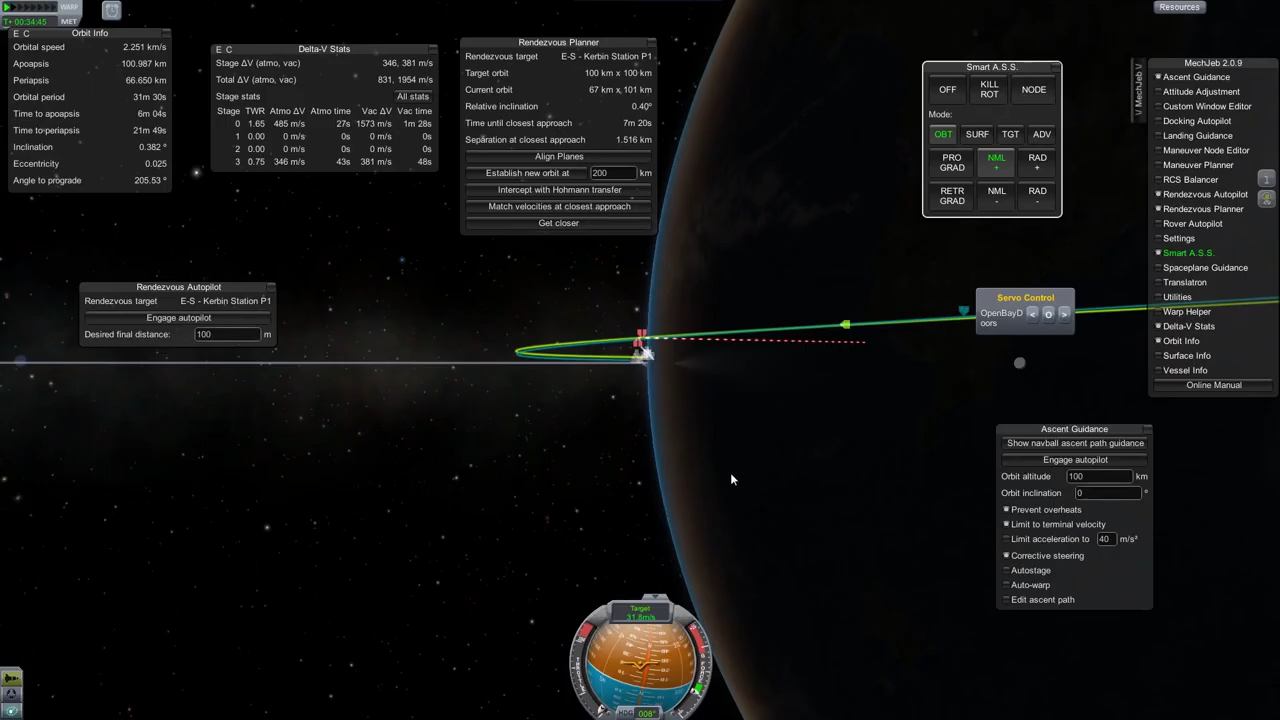 WARP
T+ 00:34:45 MET
Resources
E C Orbit Info
Orbital speed 2.251 km/s
Apoapsis 100.987 km
Periapsis 66.650 km
Orbital period 31m 30s
Time to apoapsis 6m 04s
Time to periapsis 21m 49s
Inclination 0.382 º
Eccentricity 0.025
Angle to prograde 205.53 º
E C Delta-V Stats
Stage ΔV (atmo, vac) 346, 381 m/s
Total ΔV (atmo, vac) 831, 1954 m/s
Stage stats All stats
Stage TWR Atmo ΔV Atmo time Vac ΔV Vac time
0 1.65 485 m/s 27s 1573 m/s 1m 28s
1 0.00 0 m/s 0s 0 m/s 0s
2 0.00 0 m/s 0s 0 m/s 0s
3 0.75 346 m/s 43s 381 m/s 48s
Rendezvous Planner
Rendezvous target E-S - Kerbin Station P1
Target orbit 100 km x 100 km
Current orbit 67 km x 101 km
Relative inclination 0.40º
Time until closest approach 7m 20s
Separation at closest approach 1.516 km
Align Planes
Establish new orbit at 200 km
Intercept with Hohmann transfer
Match velocities at closest approach
Get closer
Smart A.S.S.
OFF KILL ROT NODE
Mode:
OBT SURF TGT ADV
PRO GRAD NML + RAD +
RETR GRAD NML - RAD -
MechJeb V
MechJeb 2.0.9
Ascent Guidance
Attitude Adjustment
Custom Window Editor
Docking Autopilot
Landing Guidance
Maneuver Node Editor
Maneuver Planner
RCS Balancer
Rendezvous Autopilot
Rendezvous Planner
Rover Autopilot
Settings
Smart A.S.S.
Spaceplane Guidance
Translatron
Utilities
Warp Helper
Delta-V Stats
Orbit Info
Surface Info
Vessel Info
Online Manual
Rendezvous Autopilot
Rendezvous target E-S - Kerbin Station P1
Engage autopilot
Desired final distance: 100 m
Servo Control
OpenBayD
oors < O >
Ascent Guidance
Show navball ascent path guidance
Engage autopilot
Orbit altitude 100 km
Orbit inclination 0 º
Prevent overheats
Limit to terminal velocity
Limit acceleration to 40 m/s²
Corrective steering
Autostage
Auto-warp
Edit ascent path
Target
31.8m/s
HDG 008°